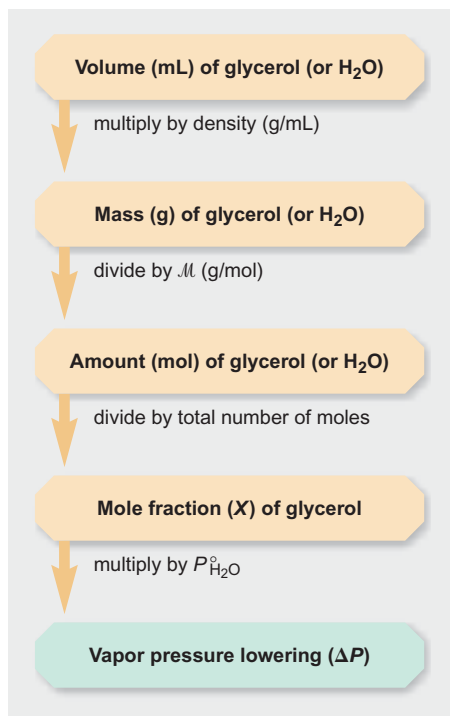 Volume (mL) of glycerol (or H₂O)
multiply by density (g/mL)
Mass (g) of glycerol (or H₂O)
divide by ℳ (g/mol)
Amount (mol) of glycerol (or H₂O)
divide by total number of moles
Mole fraction (X) of glycerol
multiply by P°H₂O
Vapor pressure lowering (ΔP)